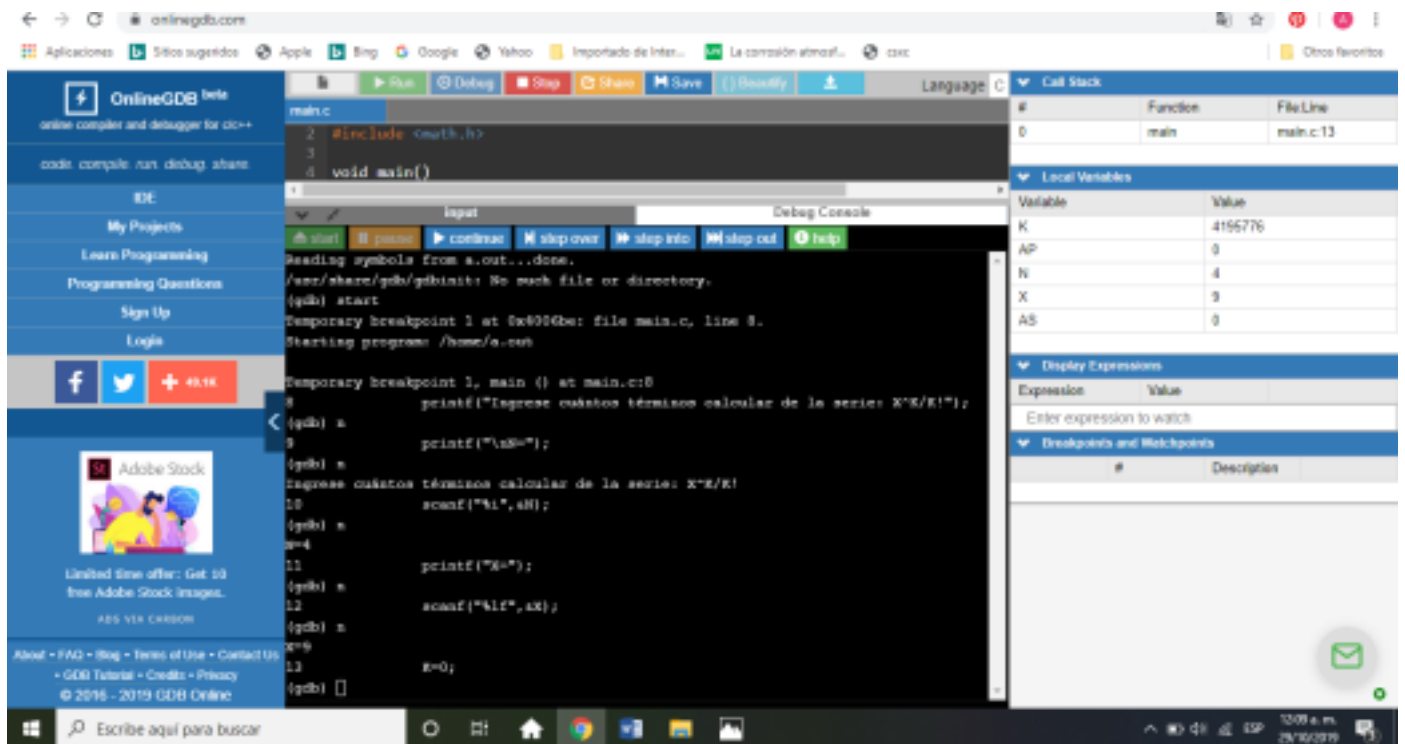 onlinegdb.com
Aplicaciones Sitios sugeridos Apple Bing Google Yahoo Importado de Inter... La corrosión atmosf... Otros favoritos
OnlineGDB beta
online compiler and debugger for c/c++
code. compile. run. debug. share.
IDE
My Projects
Learn Programming
Programming Questions
Sign Up
Login
f + 49.1K
St Adobe Stock
Limited time offer: Get 10
free Adobe Stock images.
ADS VIA CARBON
About • FAQ • Blog • Terms of Use • Contact Us
• GDB Tutorial • Credits • Privacy
© 2016 - 2019 GDB Online
Run Debug Stop Share Save {} Beautify Language C
main.c
2 #include <math.h>
3
4 void main()
input Debug Console
start pause continue step over step into step out help
Reading symbols from a.out...done.
/usr/share/gdb/gdbinit: No such file or directory.
(gdb) start
Temporary breakpoint 1 at 0x4006be: file main.c, line 8.
Starting program: /home/a.out
Temporary breakpoint 1, main () at main.c:8
8 printf("Ingrese cuántos términos calcular de la serie: X^K/K!");
(gdb) n
9 printf("\nN=");
(gdb) n
Ingrese cuántos términos calcular de la serie: X^K/K!
10 scanf("%i",&N);
(gdb) n
N=4
11 printf("X=");
(gdb) n
12 scanf("%lf",&X);
(gdb) n
X=9
13 K=0;
(gdb)
Call Stack
# Function File:Line
0 main main.c:13
Local Variables
Variable Value
K 4195776
AP 0
N 4
X 9
AS 0
Display Expressions
Expression Value
Enter expression to watch
Breakpoints and Watchpoints
# Description
Escribe aquí para buscar
ESP
12:09 a. m.
29/10/2019